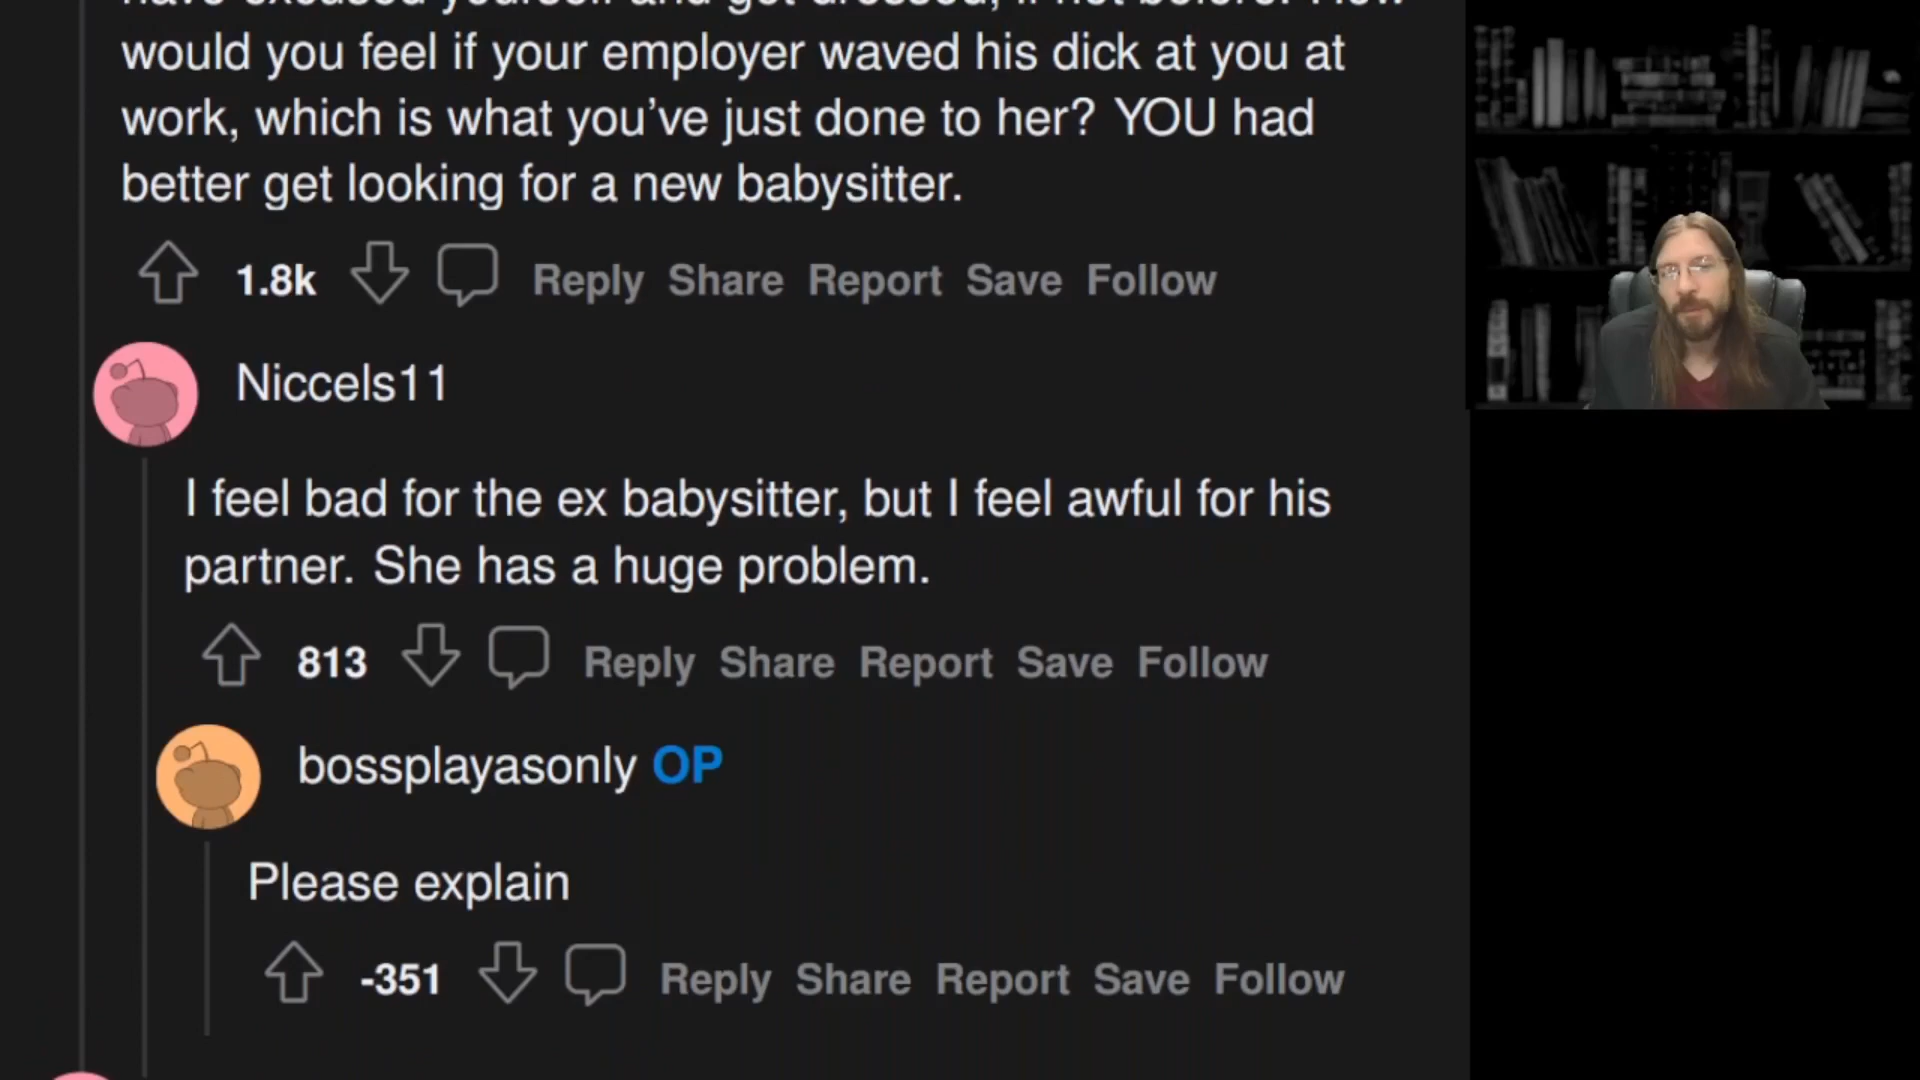 would you feel if your employer waved his dick at you at
work, which is what you’ve just done to her? YOU had
better get looking for a new babysitter.
1.8k Reply Share Report Save Follow
Niccels11
I feel bad for the ex babysitter, but I feel awful for his
partner. She has a huge problem.
813 Reply Share Report Save Follow
bossplayasonly OP
Please explain
-351 Reply Share Report Save Follow